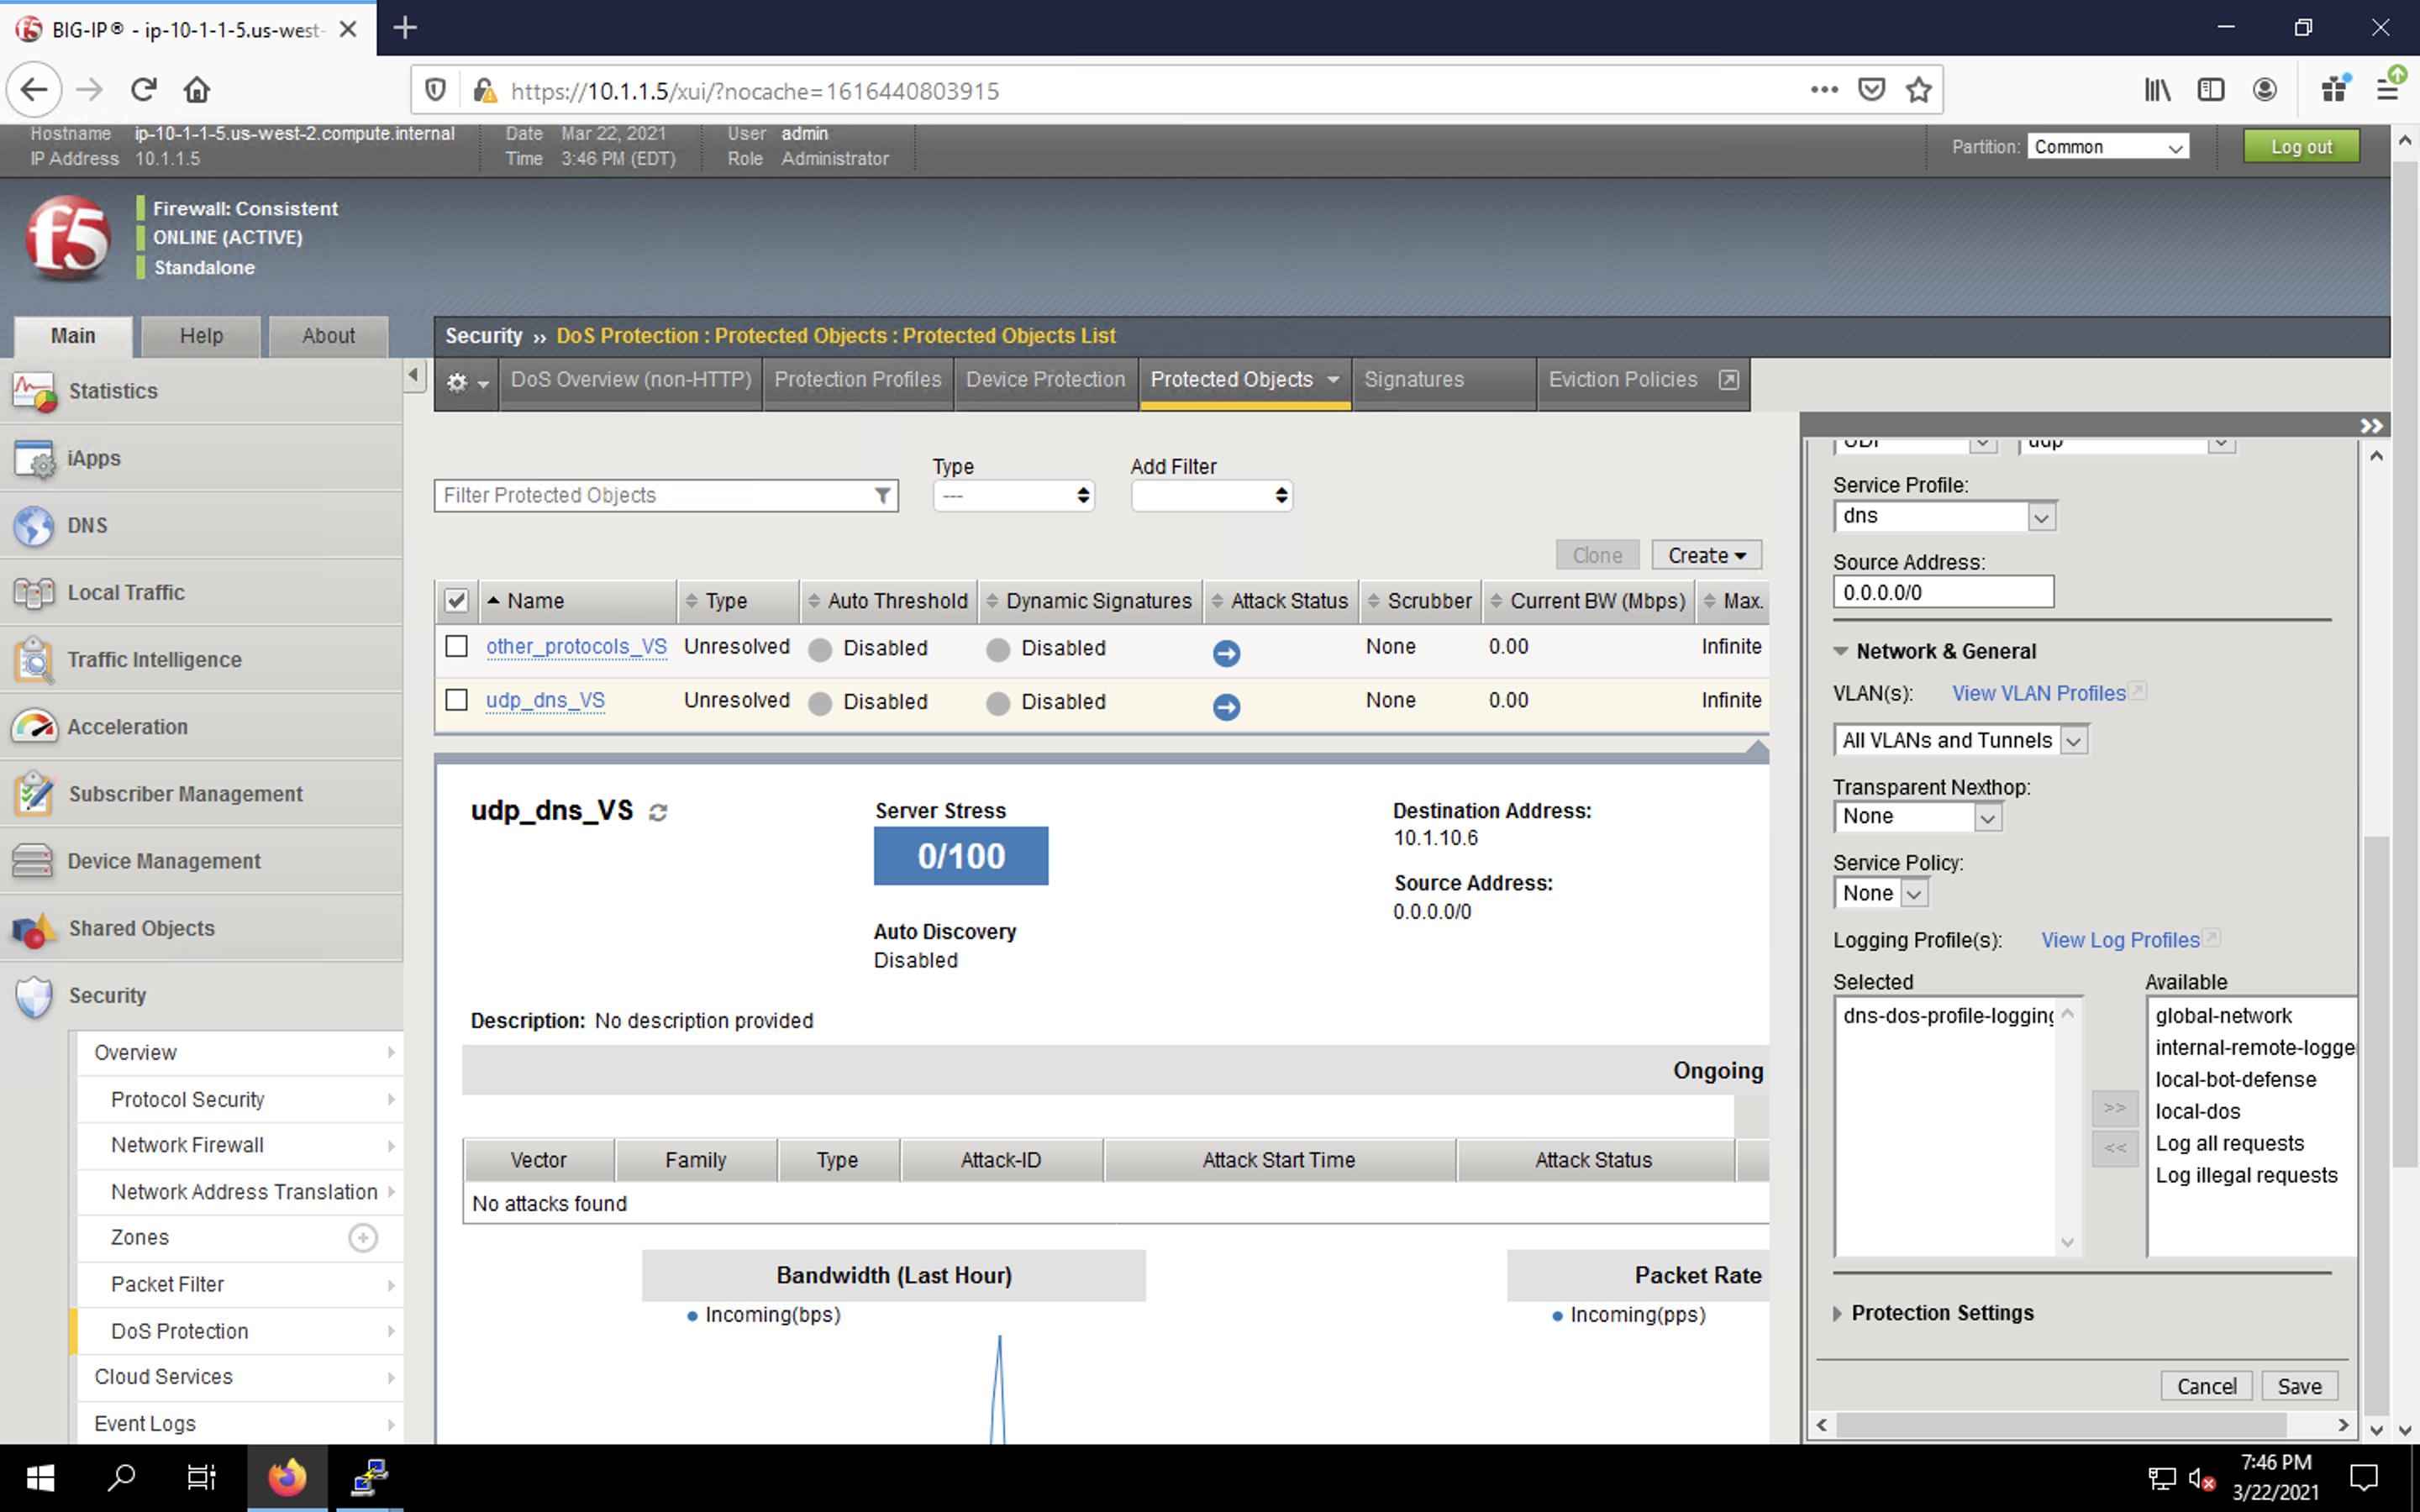 BIG-IP® - ip-10-1-1-5.us-west-
https://10.1.1.5/xui/?nocache=1616440803915
Hostname ip-10-1-1-5.us-west-2.compute.internal
IP Address 10.1.1.5
Date Mar 22, 2021
Time 3:46 PM (EDT)
User admin
Role Administrator
Partition: Common
Log out
f5
Firewall: Consistent
ONLINE (ACTIVE)
Standalone
Main
Help
About
Security ›› DoS Protection : Protected Objects : Protected Objects List
DoS Overview (non-HTTP)
Protection Profiles
Device Protection
Protected Objects
Signatures
Eviction Policies
Statistics
iApps
DNS
Local Traffic
Traffic Intelligence
Acceleration
Subscriber Management
Device Management
Shared Objects
Security
Overview
Protocol Security
Network Firewall
Network Address Translation
Zones
Packet Filter
DoS Protection
Cloud Services
Event Logs
Type
Add Filter
Filter Protected Objects
---
Clone
Create
Name Type Auto Threshold Dynamic Signatures Attack Status Scrubber Current BW (Mbps) Max.
other_protocols_VS Unresolved Disabled Disabled None 0.00 Infinite
udp_dns_VS Unresolved Disabled Disabled None 0.00 Infinite
udp_dns_VS
Server Stress
0/100
Auto Discovery
Disabled
Destination Address:
10.1.10.6
Source Address:
0.0.0.0/0
Description: No description provided
Ongoing
Vector Family Type Attack-ID Attack Start Time Attack Status
No attacks found
Bandwidth (Last Hour)
Incoming(bps)
Packet Rate
Incoming(pps)
UDP
udp
Service Profile:
dns
Source Address:
0.0.0.0/0
Network & General
VLAN(s): View VLAN Profiles
All VLANs and Tunnels
Transparent Nexthop:
None
Service Policy:
None
Logging Profile(s): View Log Profiles
Selected
dns-dos-profile-logging
>>
<<
Available
global-network
internal-remote-logge
local-bot-defense
local-dos
Log all requests
Log illegal requests
Protection Settings
Cancel
Save
7:46 PM
3/22/2021